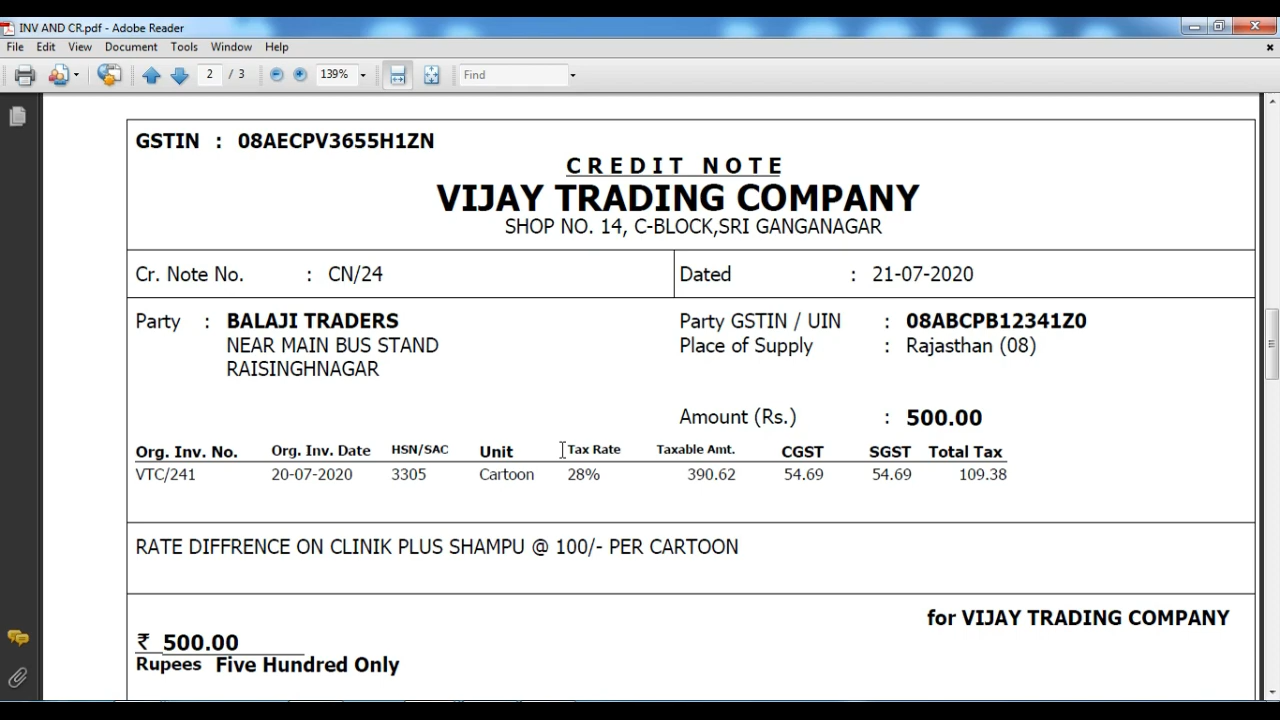 INV AND CR.pdf - Adobe Reader
File Edit View Document Tools Window Help
2 / 3 139% Find
GSTIN : 08AECPV3655H1ZN
CREDIT NOTE
VIJAY TRADING COMPANY
SHOP NO. 14, C-BLOCK,SRI GANGANAGAR
Cr. Note No. : CN/24 Dated : 21-07-2020
Party : BALAJI TRADERS Party GSTIN / UIN : 08ABCPB12341Z0
NEAR MAIN BUS STAND Place of Supply : Rajasthan (08)
RAISINGHNAGAR
Amount (Rs.) : 500.00
Org. Inv. No. Org. Inv. Date HSN/SAC Unit Tax Rate Taxable Amt. CGST SGST Total Tax
VTC/241 20-07-2020 3305 Cartoon 28% 390.62 54.69 54.69 109.38
RATE DIFFRENCE ON CLINIK PLUS SHAMPU @ 100/- PER CARTOON
for VIJAY TRADING COMPANY
₹ 500.00
Rupees Five Hundred Only